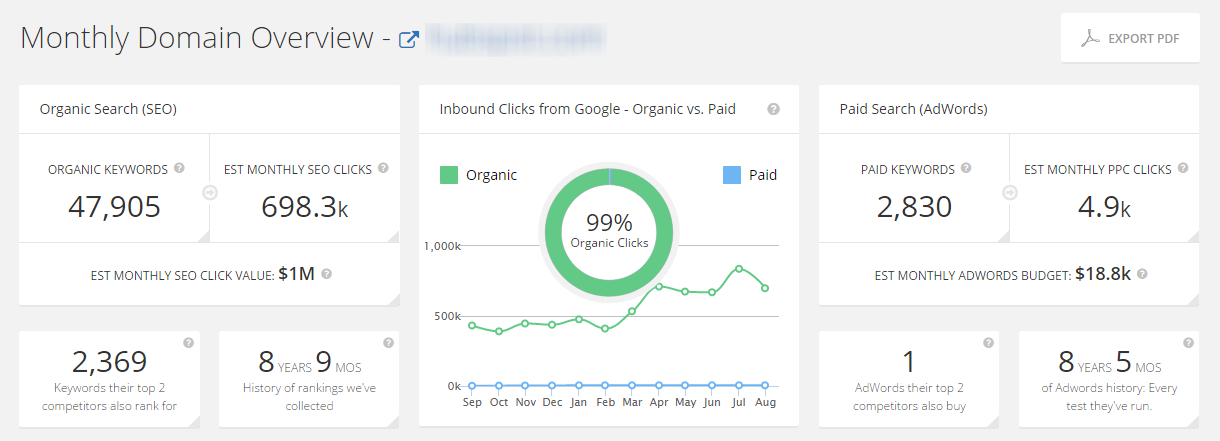 Monthly Domain Overview -
EXPORT PDF
Organic Search (SEO)
ORGANIC KEYWORDS ?
47,905
EST MONTHLY SEO CLICKS ?
698.3k
EST MONTHLY SEO CLICK VALUE: $1M ?
2,369 ?
Keywords their top 2
competitors also rank for
8 YEARS 9 MOS ?
History of rankings we've
collected
Inbound Clicks from Google - Organic vs. Paid ?
Organic
Paid
99%
Organic Clicks
1,000k
500k
0k
Sep Oct Nov Dec Jan Feb Mar Apr May Jun Jul Aug
Paid Search (AdWords)
PAID KEYWORDS ?
2,830
EST MONTHLY PPC CLICKS ?
4.9k
EST MONTHLY ADWORDS BUDGET: $18.8k ?
1 ?
AdWords their top 2
competitors also buy
8 YEARS 5 MOS ?
of Adwords history: Every
test they've run.